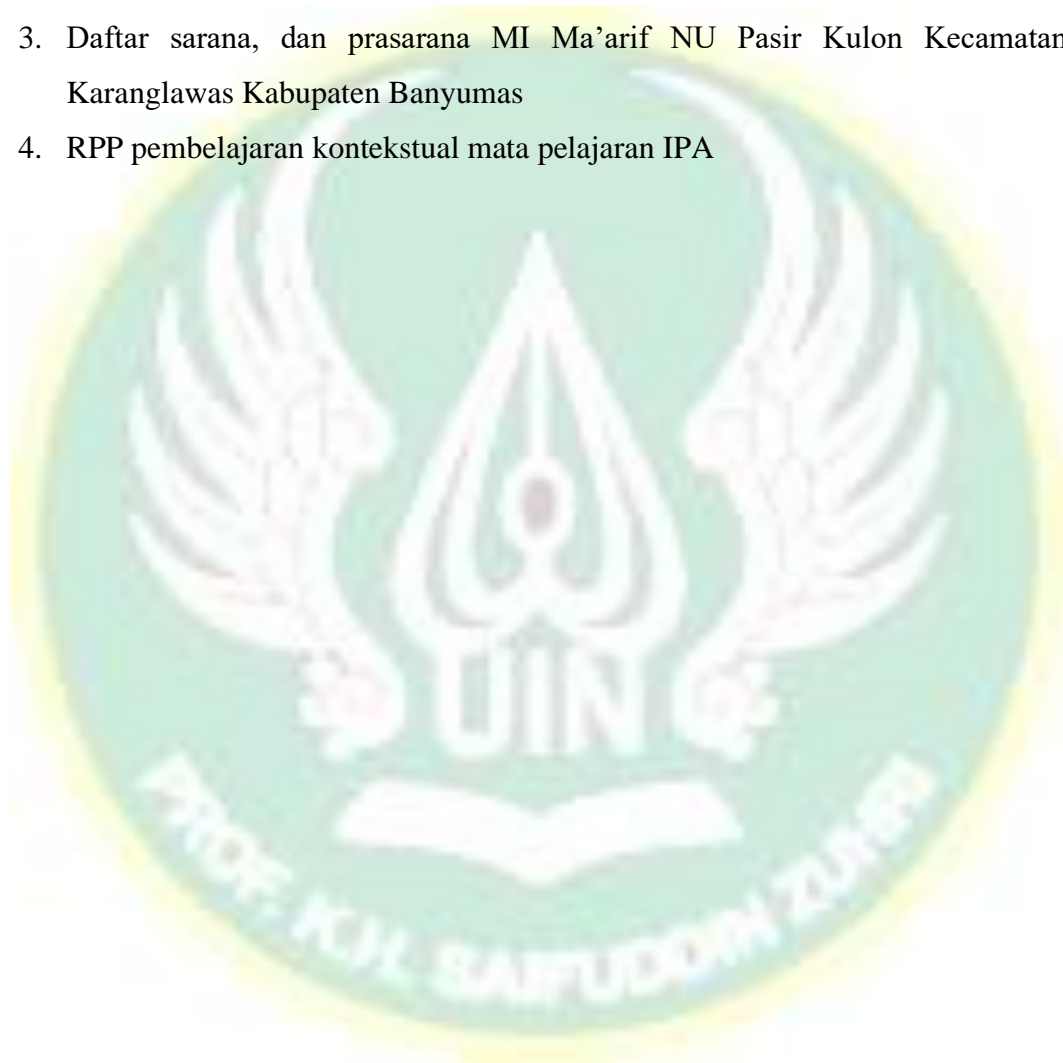 3. Daftar sarana, dan prasarana MI Ma’arif NU Pasir Kulon Kecamatan
Karanglawas Kabupaten Banyumas
4. RPP pembelajaran kontekstual mata pelajaran IPA
UIN
PROF. K.H. SAIFUDDIN ZUHRI